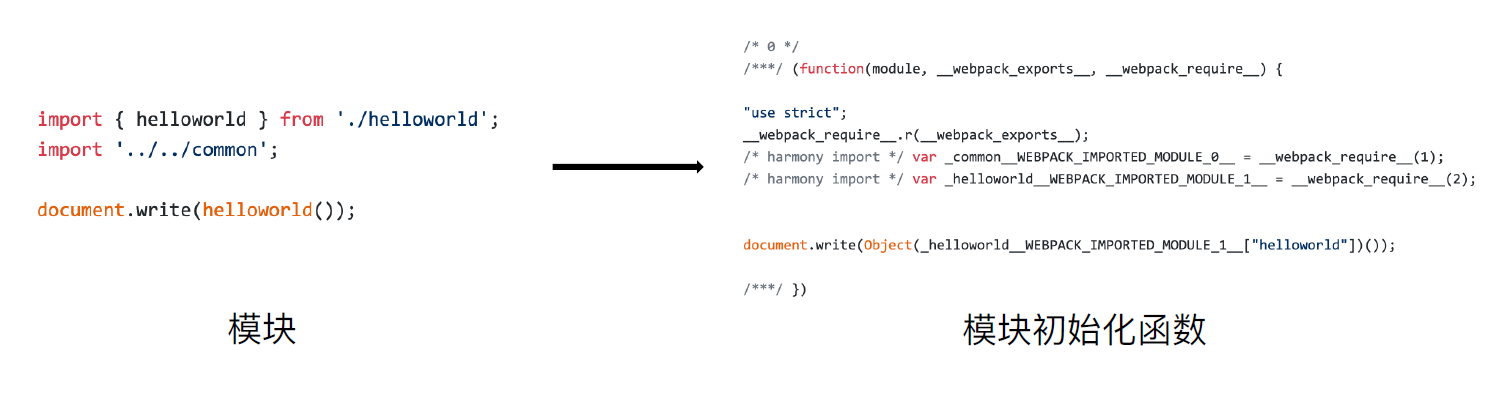 import { helloworld } from './helloworld';
import '../../common';
document.write(helloworld());
模块
/* 0 */
/***/ (function(module, __webpack_exports__, __webpack_require__) {
"use strict";
__webpack_require__.r(__webpack_exports__);
/* harmony import */ var _common__WEBPACK_IMPORTED_MODULE_0__ = __webpack_require__(1);
/* harmony import */ var _helloworld__WEBPACK_IMPORTED_MODULE_1__ = __webpack_require__(2);
document.write(Object(_helloworld__WEBPACK_IMPORTED_MODULE_1__["helloworld"])());
/***/ })
模块初始化函数